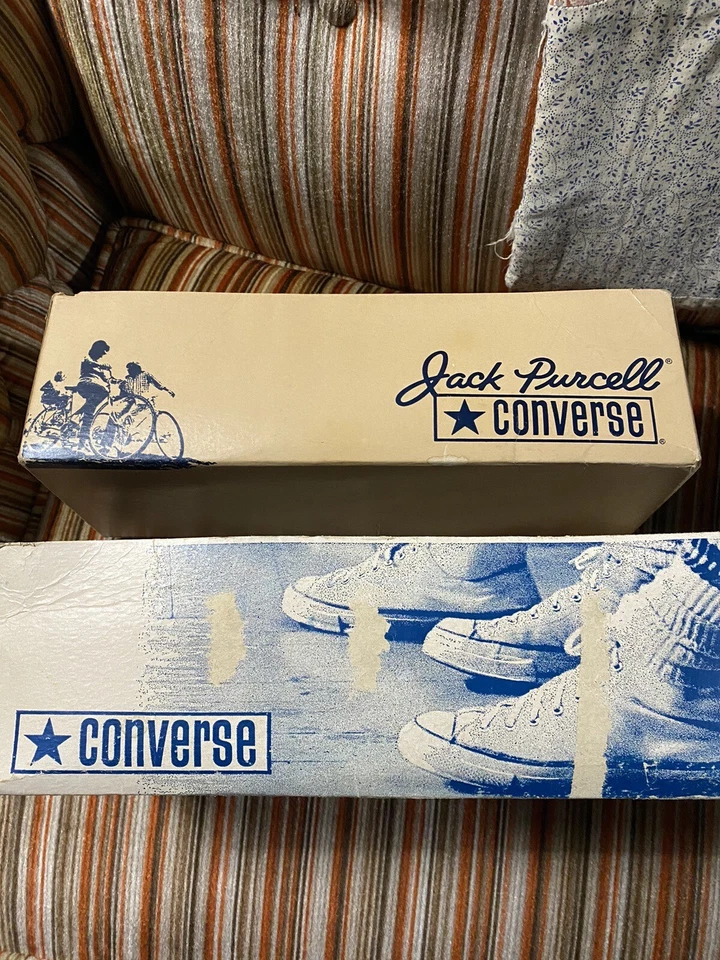 Jack Purcell®
★ CONVERSE®
★ CONVERSE